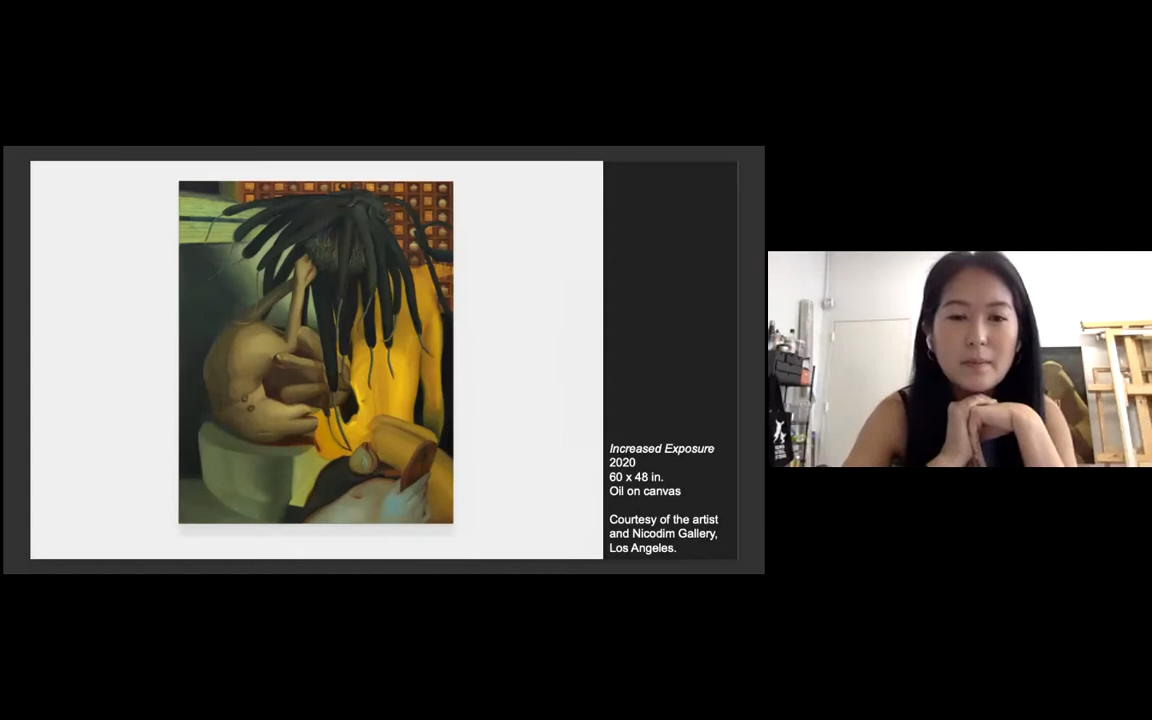 Increased Exposure
2020
60 x 48 in.
Oil on canvas
Courtesy of the artist
and Nicodim Gallery,
Los Angeles.